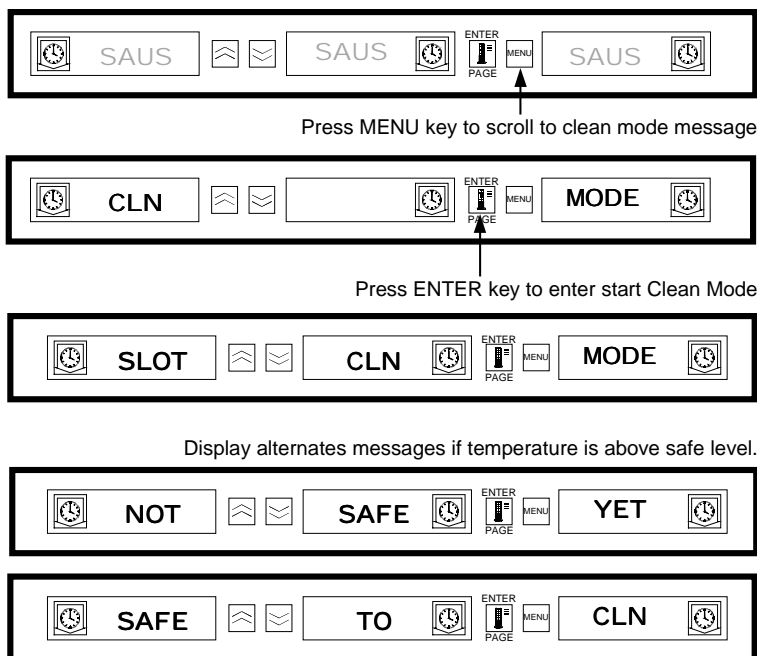 ENTER
SAUS SAUS MENU SAUS
PAGE
Press MENU key to scroll to clean mode message
ENTER
CLN MENU MODE
PAGE
Press ENTER key to enter start Clean Mode
ENTER
SLOT CLN MENU MODE
PAGE
Display alternates messages if temperature is above safe level.
ENTER
NOT SAFE MENU YET
PAGE
ENTER
SAFE TO MENU CLN
PAGE